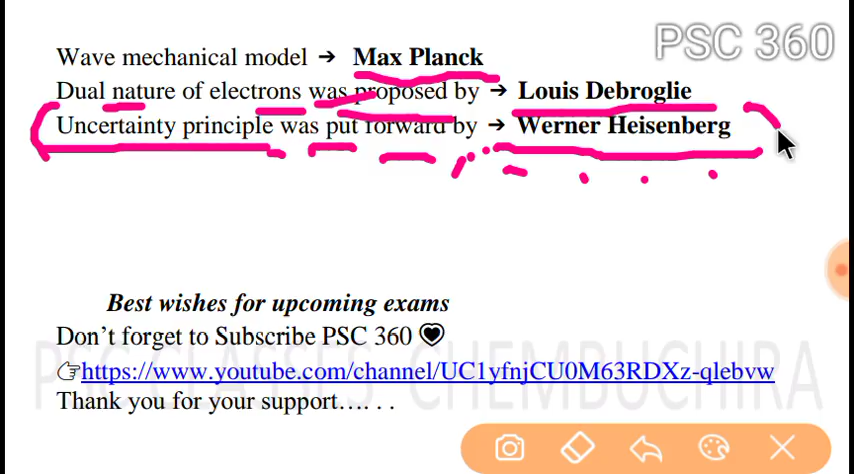 PSC 360
Wave mechanical model → Max Planck
Dual nature of electrons was proposed by → Louis Debroglie
Uncertainty principle was put forward by → Werner Heisenberg
Best wishes for upcoming exams
Don’t forget to Subscribe PSC 360 🖤
👉https://www.youtube.com/channel/UC1yfnjCU0M63RDXz-qlebvw
PSC CLASSES CHEMBUCHIRA
Thank you for your support…. . .